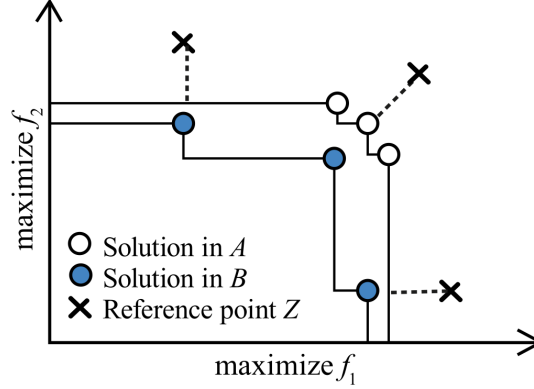 maximize f₂
Solution in A
Solution in B
Reference point Z
maximize f₁